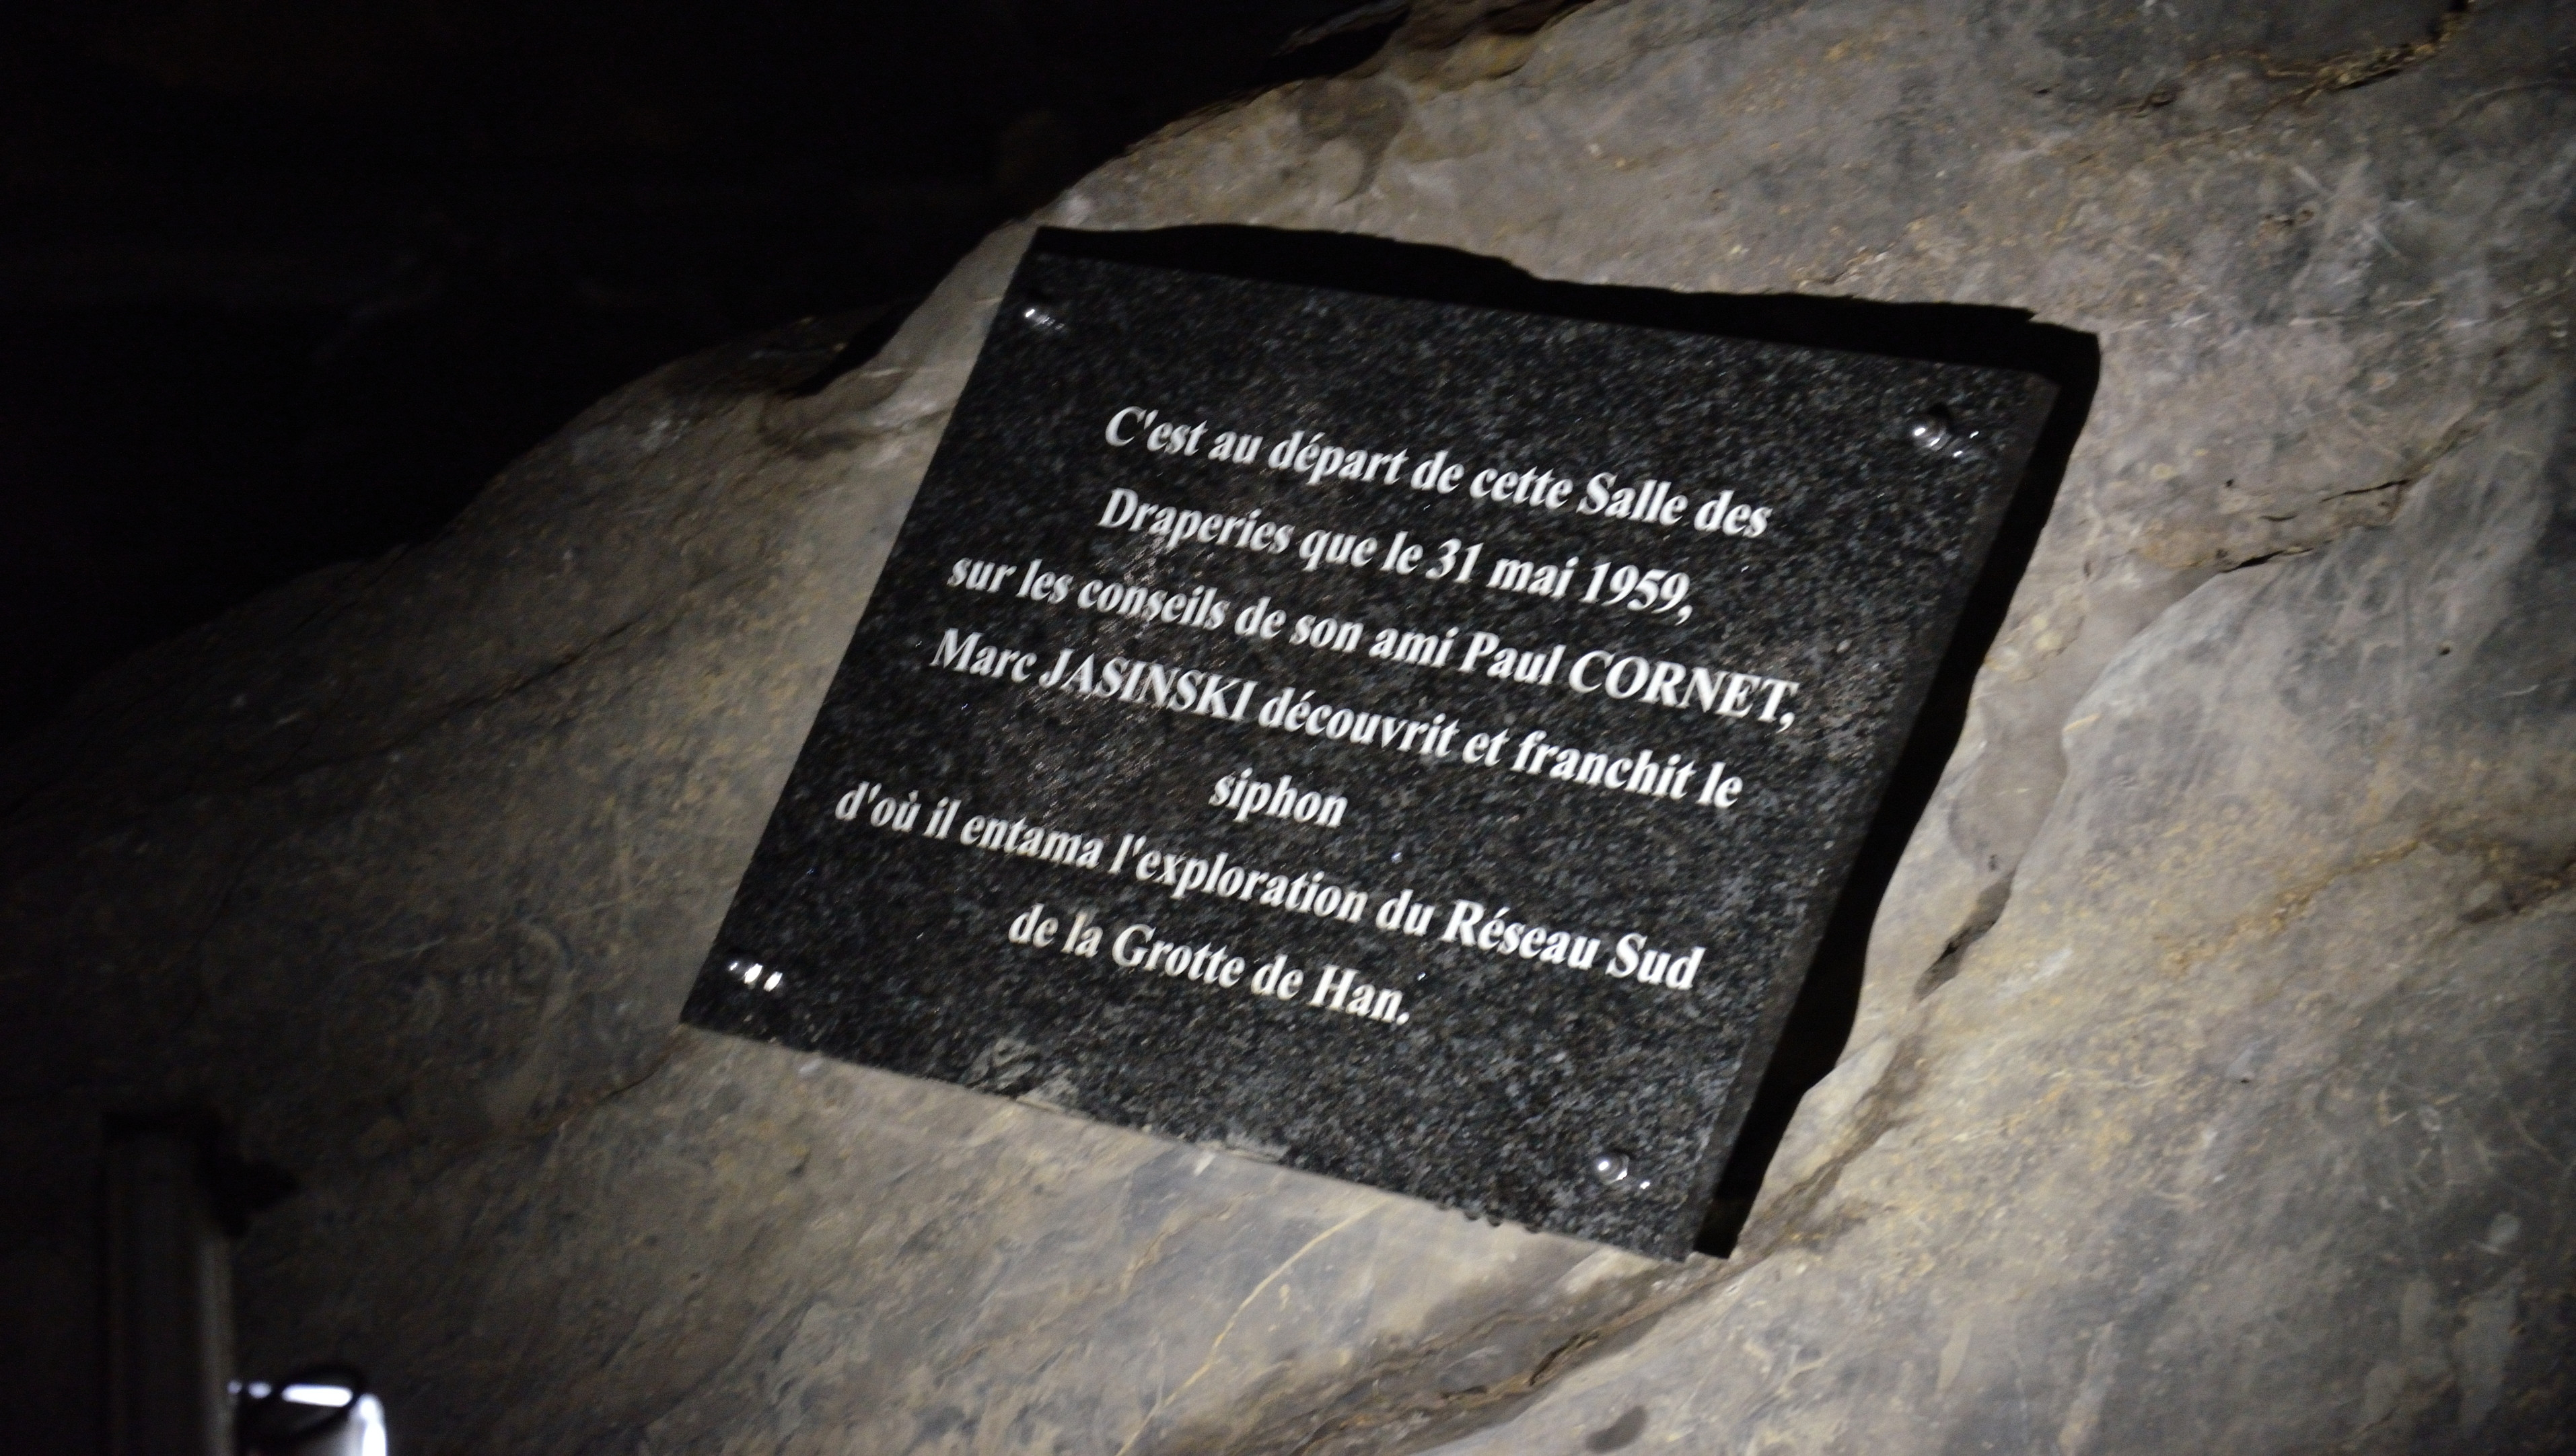 C'est au départ de cette Salle des
Draperies que le 31 mai 1959,
sur les conseils de son ami Paul CORNET,
Marc JASINSKI découvrit et franchit le
siphon
d'où il entama l'exploration du Réseau Sud
de la Grotte de Han.